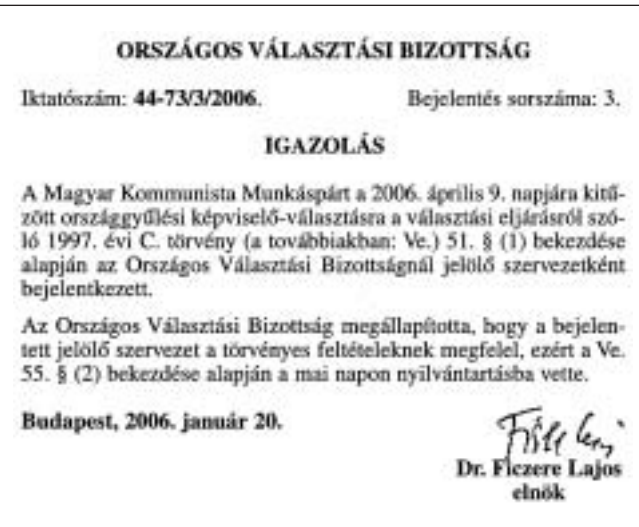 ORSZÁGOS VÁLASZTÁSI BIZOTTSÁG
Iktatószám: 44-73/3/2006. Bejelentés sorszáma: 3.
IGAZOLÁS
A Magyar Kommunista Munkáspárt a 2006. április 9. napjára kitű-
zött országgyűlési képviselő-választásra a választási eljárásról szó-
ló 1997. évi C. törvény (a továbbiakban: Ve.) 51. § (1) bekezdése
alapján az Országos Választási Bizottságnál jelölő szervezetként
bejelentkezett.
Az Országos Választási Bizottság megállapította, hogy a bejelen-
tett jelölő szervezet a törvényes feltételeknek megfelel, ezért a Ve.
55. § (2) bekezdése alapján a mai napon nyilvántartásba vette.
Budapest, 2006. január 20.
Dr. Ficzere Lajos
elnök